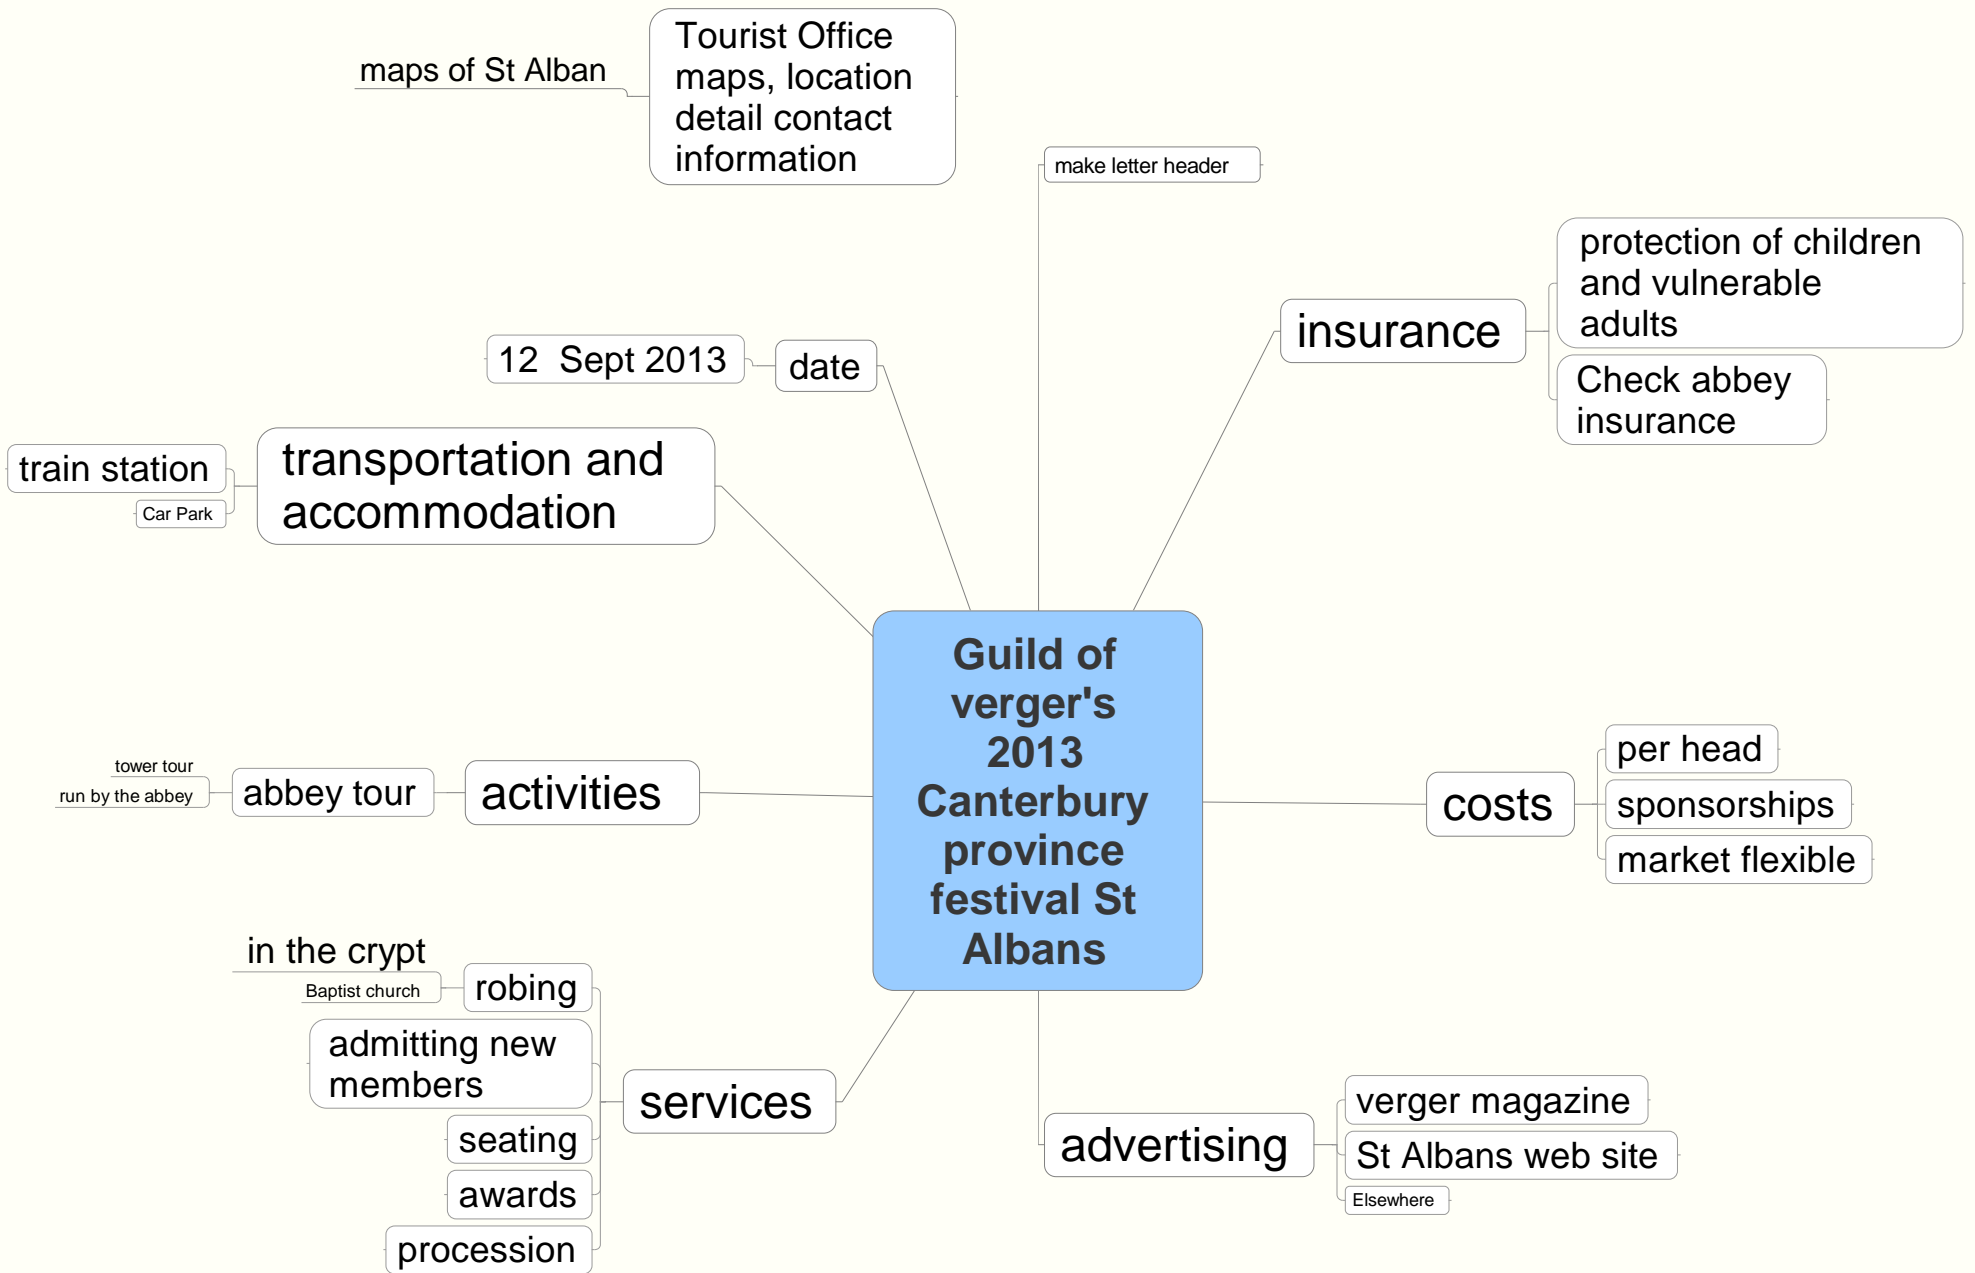 Tourist Office
maps, location
detail contact
information
maps of St Alban
make letter header
insurance
protection of children
and vulnerable
adults
Check abbey
insurance
date
12  Sept 2013
transportation and
accommodation
train station
Car Park
Guild of
verger's
2013
Canterbury
province
festival St
Albans
activities
abbey tour
tower tour
run by the abbey
costs
per head
sponsorships
market flexible
services
robing
in the crypt
Baptist church
admitting new
members
seating
awards
procession
advertising
verger magazine
St Albans web site
Elsewhere